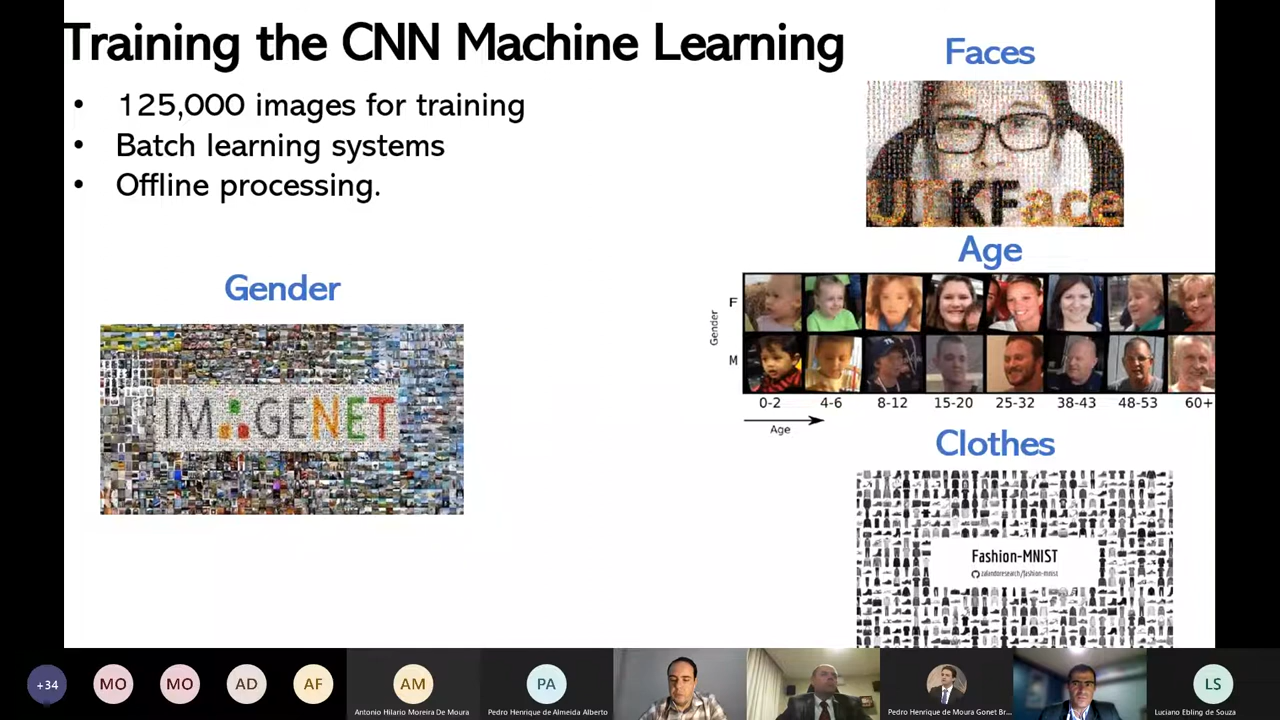 Training the CNN Machine Learning
• 125,000 images for training
• Batch learning systems
• Offline processing.
Gender
IMAGENET
Faces
UTKFace
Age
Gender
F
M
0-2 4-6 8-12 15-20 25-32 38-43 48-53 60+
Age
Clothes
Fashion-MNIST
zalandoresearch/fashion-mnist
+34
MO
MO
AD
AF
AM
Antonio Hilario Moreira De Moura
PA
Pedro Henrique de Almeida Alberto
Pedro Henrique de Moura Gonet Br...
LS
Luciano Ebling de Souza